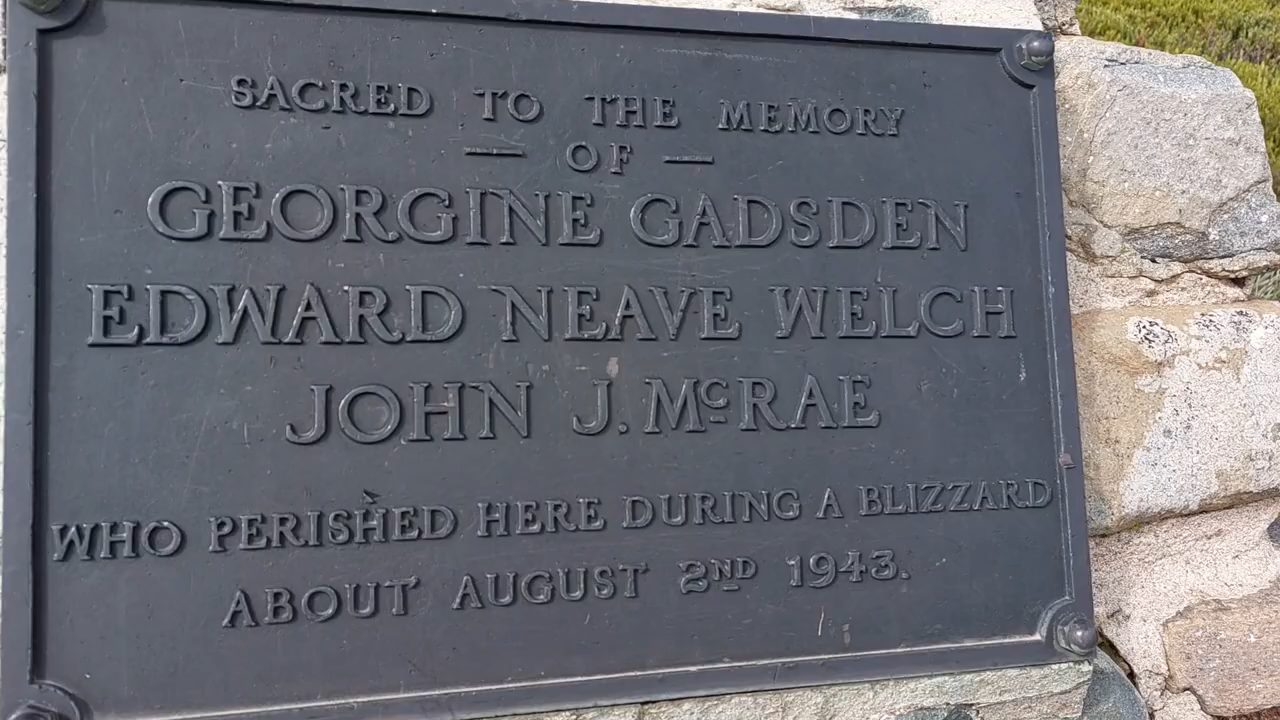 SACRED TO THE MEMORY
— OF —
GEORGINE GADSDEN
EDWARD NEAVE WELCH
JOHN J. McRAE
WHO PERISHED HERE DURING A BLIZZARD
ABOUT AUGUST 2ND 1943.